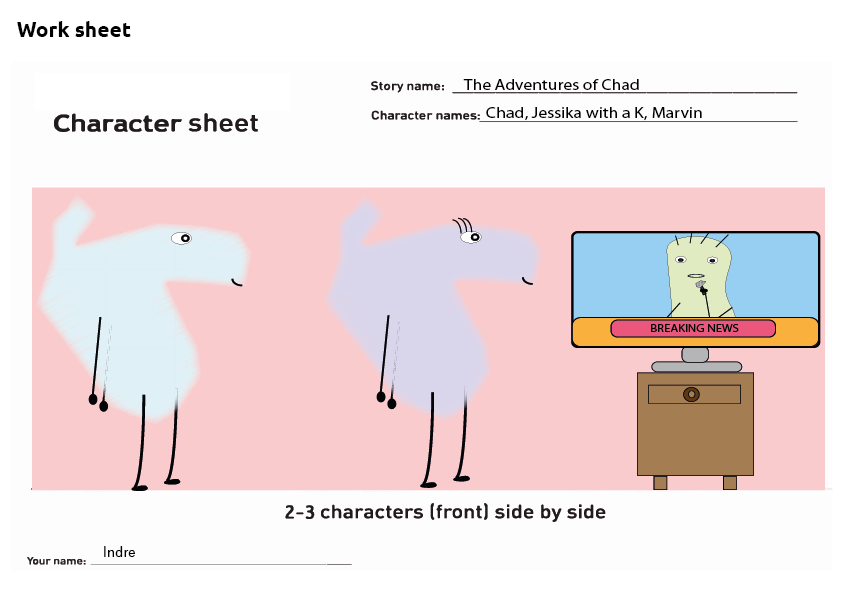 Work sheet
Story name: The Adventures of Chad
Character names: Chad, Jessika with a K, Marvin
Character sheet
BREAKING NEWS
2-3 characters (front) side by side
Your name: Indre